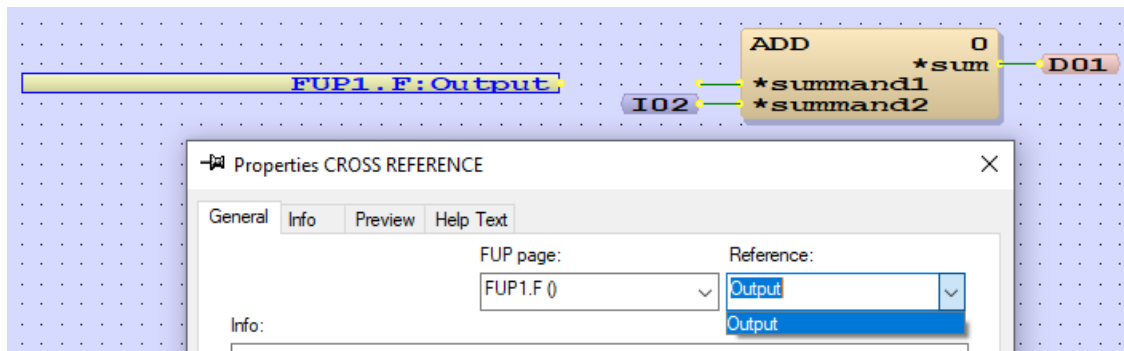 ADD 0
*sum
D01
FUP1.F:Output
*summand1
I02
*summand2
Properties CROSS REFERENCE
General Info Preview Help Text
FUP page: Reference:
FUP1.F () Output
Output
Info: